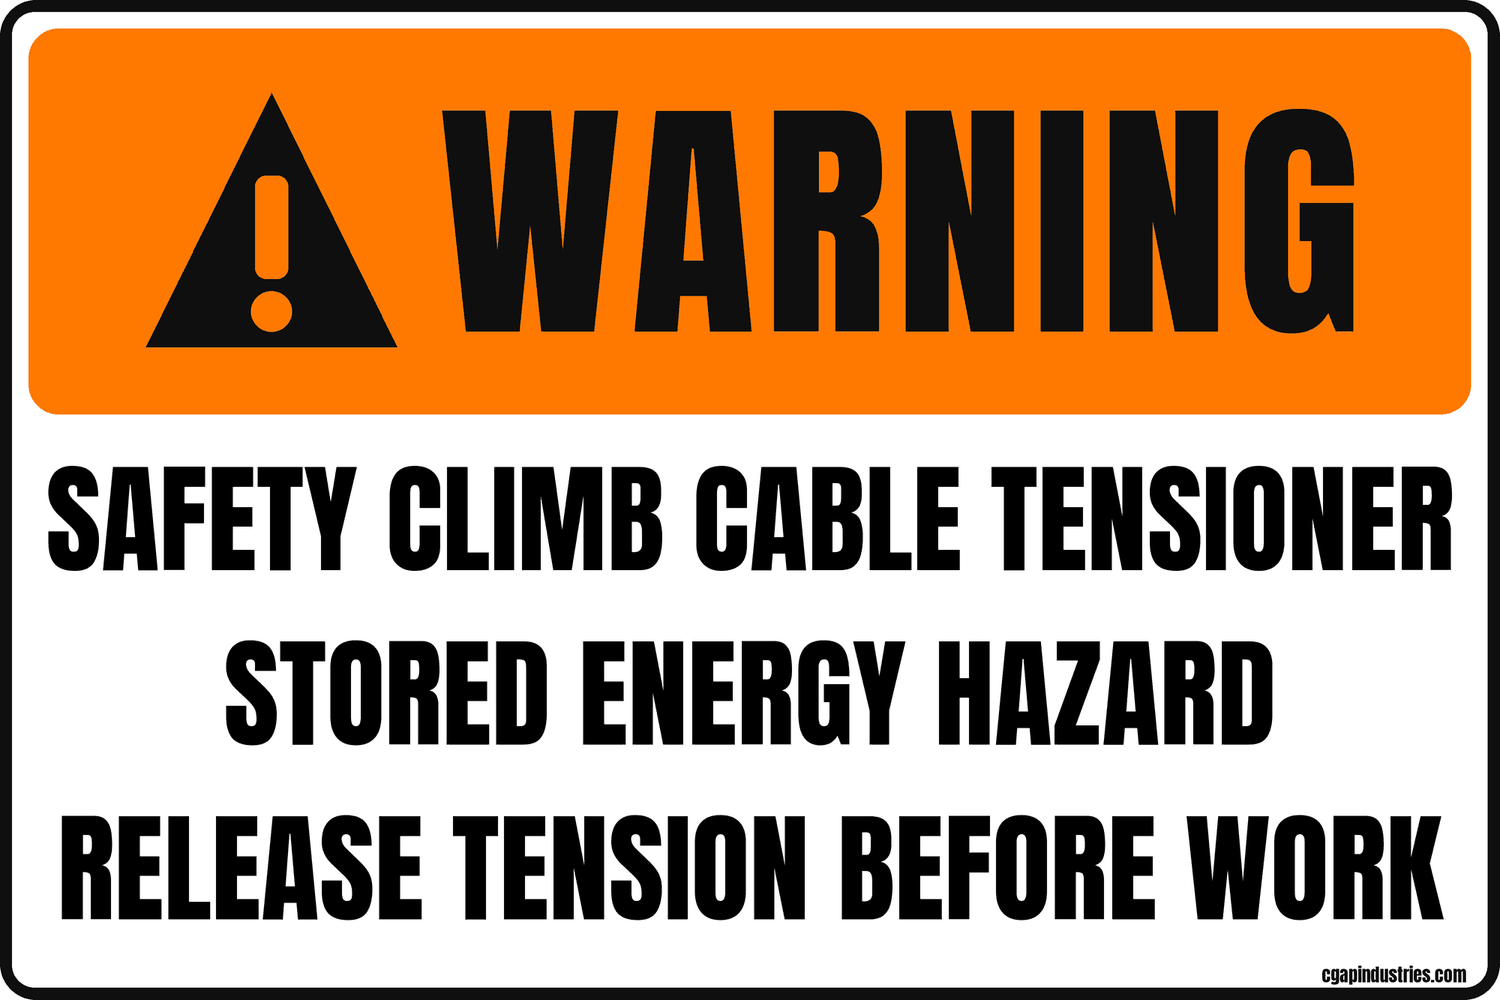 WARNING
SAFETY CLIMB CABLE TENSIONER
STORED ENERGY HAZARD
RELEASE TENSION BEFORE WORK
cgapindustries.com